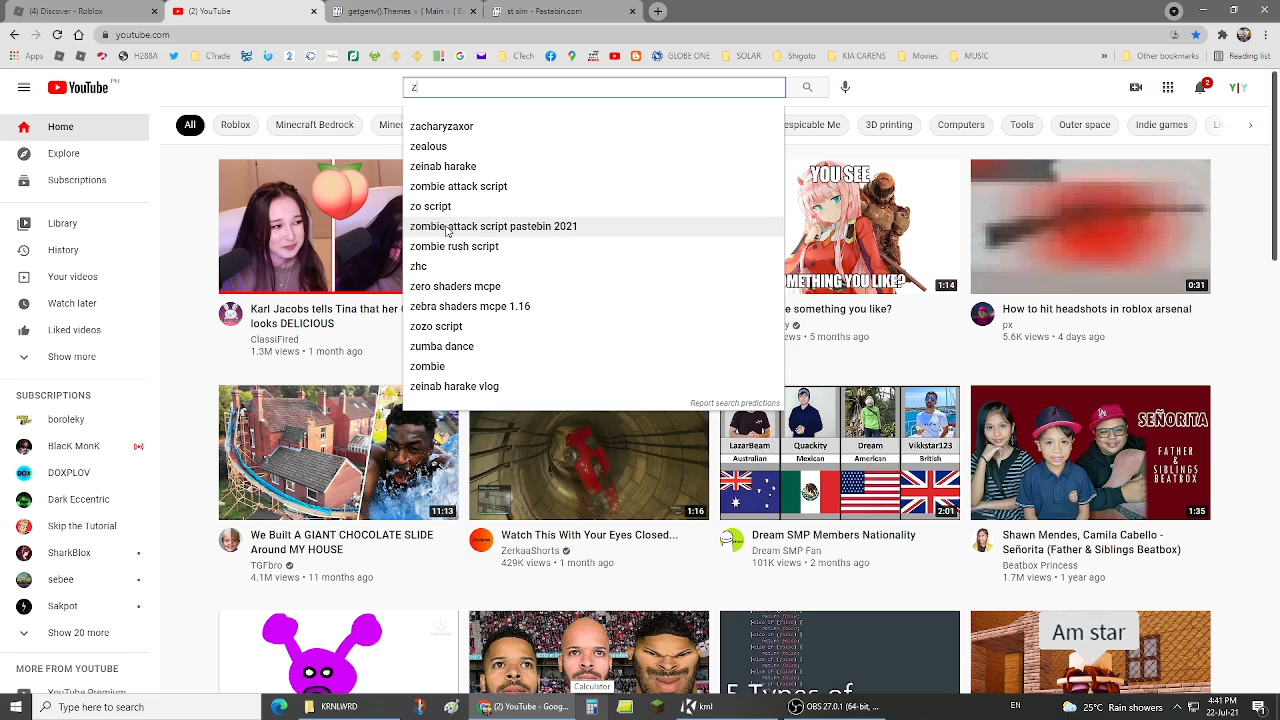 (4) Discover - Roblox
(2) YouTube
getgenv().Themes = { Main = { Bo
st sim - Pastebin.com
youtube.com
Apps
H288A
CTrade
CTech
GLOBE ONE
SOLAR
Shigoto
KIA CARENS
Movies
MUSIC
»
Other bookmarks
Reading list
YouTube PH
z
2
Y|Y
All
Roblox
Minecraft Bedrock
Minec
espicable Me
3D printing
Computers
Tools
Outer space
Indie games
Li
zacharyzaxor
zealous
zeinab harake
zombie attack script
zo script
zombie attack script pastebin 2021
zombie rush script
zhc
zero shaders mcpe
zebra shaders mcpe 1.16
zozo script
zumba dance
zombie
zeinab harake vlog
Report search predictions
Home
Explore
Subscriptions
Library
History
Your videos
Watch later
Liked videos
Show more
SUBSCRIPTIONS
boroleky
BlacK MonK
DOXPLOV
Dark Eccentric
Skip the Tutorial
SharkBlox
sebee
Sakpot
Show 20 more
MORE FROM YOUTUBE
YouTube Premium
Karl Jacobs tells Tina that her
looks DELICIOUS
ClassiFired
1.3M views • 1 month ago
YOU SEE
OMETHING YOU LIKE?
1:14
e something you like?
y
ews • 5 months ago
0:31
How to hit headshots in roblox arsenal
px
5.6K views • 4 days ago
11:13
We Built A GIANT CHOCOLATE SLIDE
Around MY HOUSE
TGFbro
4.1M views • 11 months ago
1:16
Watch This With Your Eyes Closed...
ZerkaaShorts
429K views • 1 month ago
LazarBeam
Quackity
Dream
Vikkstar123
Australian
Mexican
American
British
2:01
Dream SMP Members Nationality
Dream SMP Fan
101K views • 2 months ago
SEÑORITA
FATHER
&
SIBLINGS
BEATBOX
1:35
Shawn Mendes, Camila Cabello -
Señorita (Father & Siblings Beatbox)
Beatbox Princess
1.7M views • 1 year ago
Am star
Calculator
Type here to search
KRNLWRD
(2) YouTube - Goog...
krnl
OBS 27.0.1 (64-bit, ...
EN
25°C Rain showers
4:41 PM
22-Jul-21